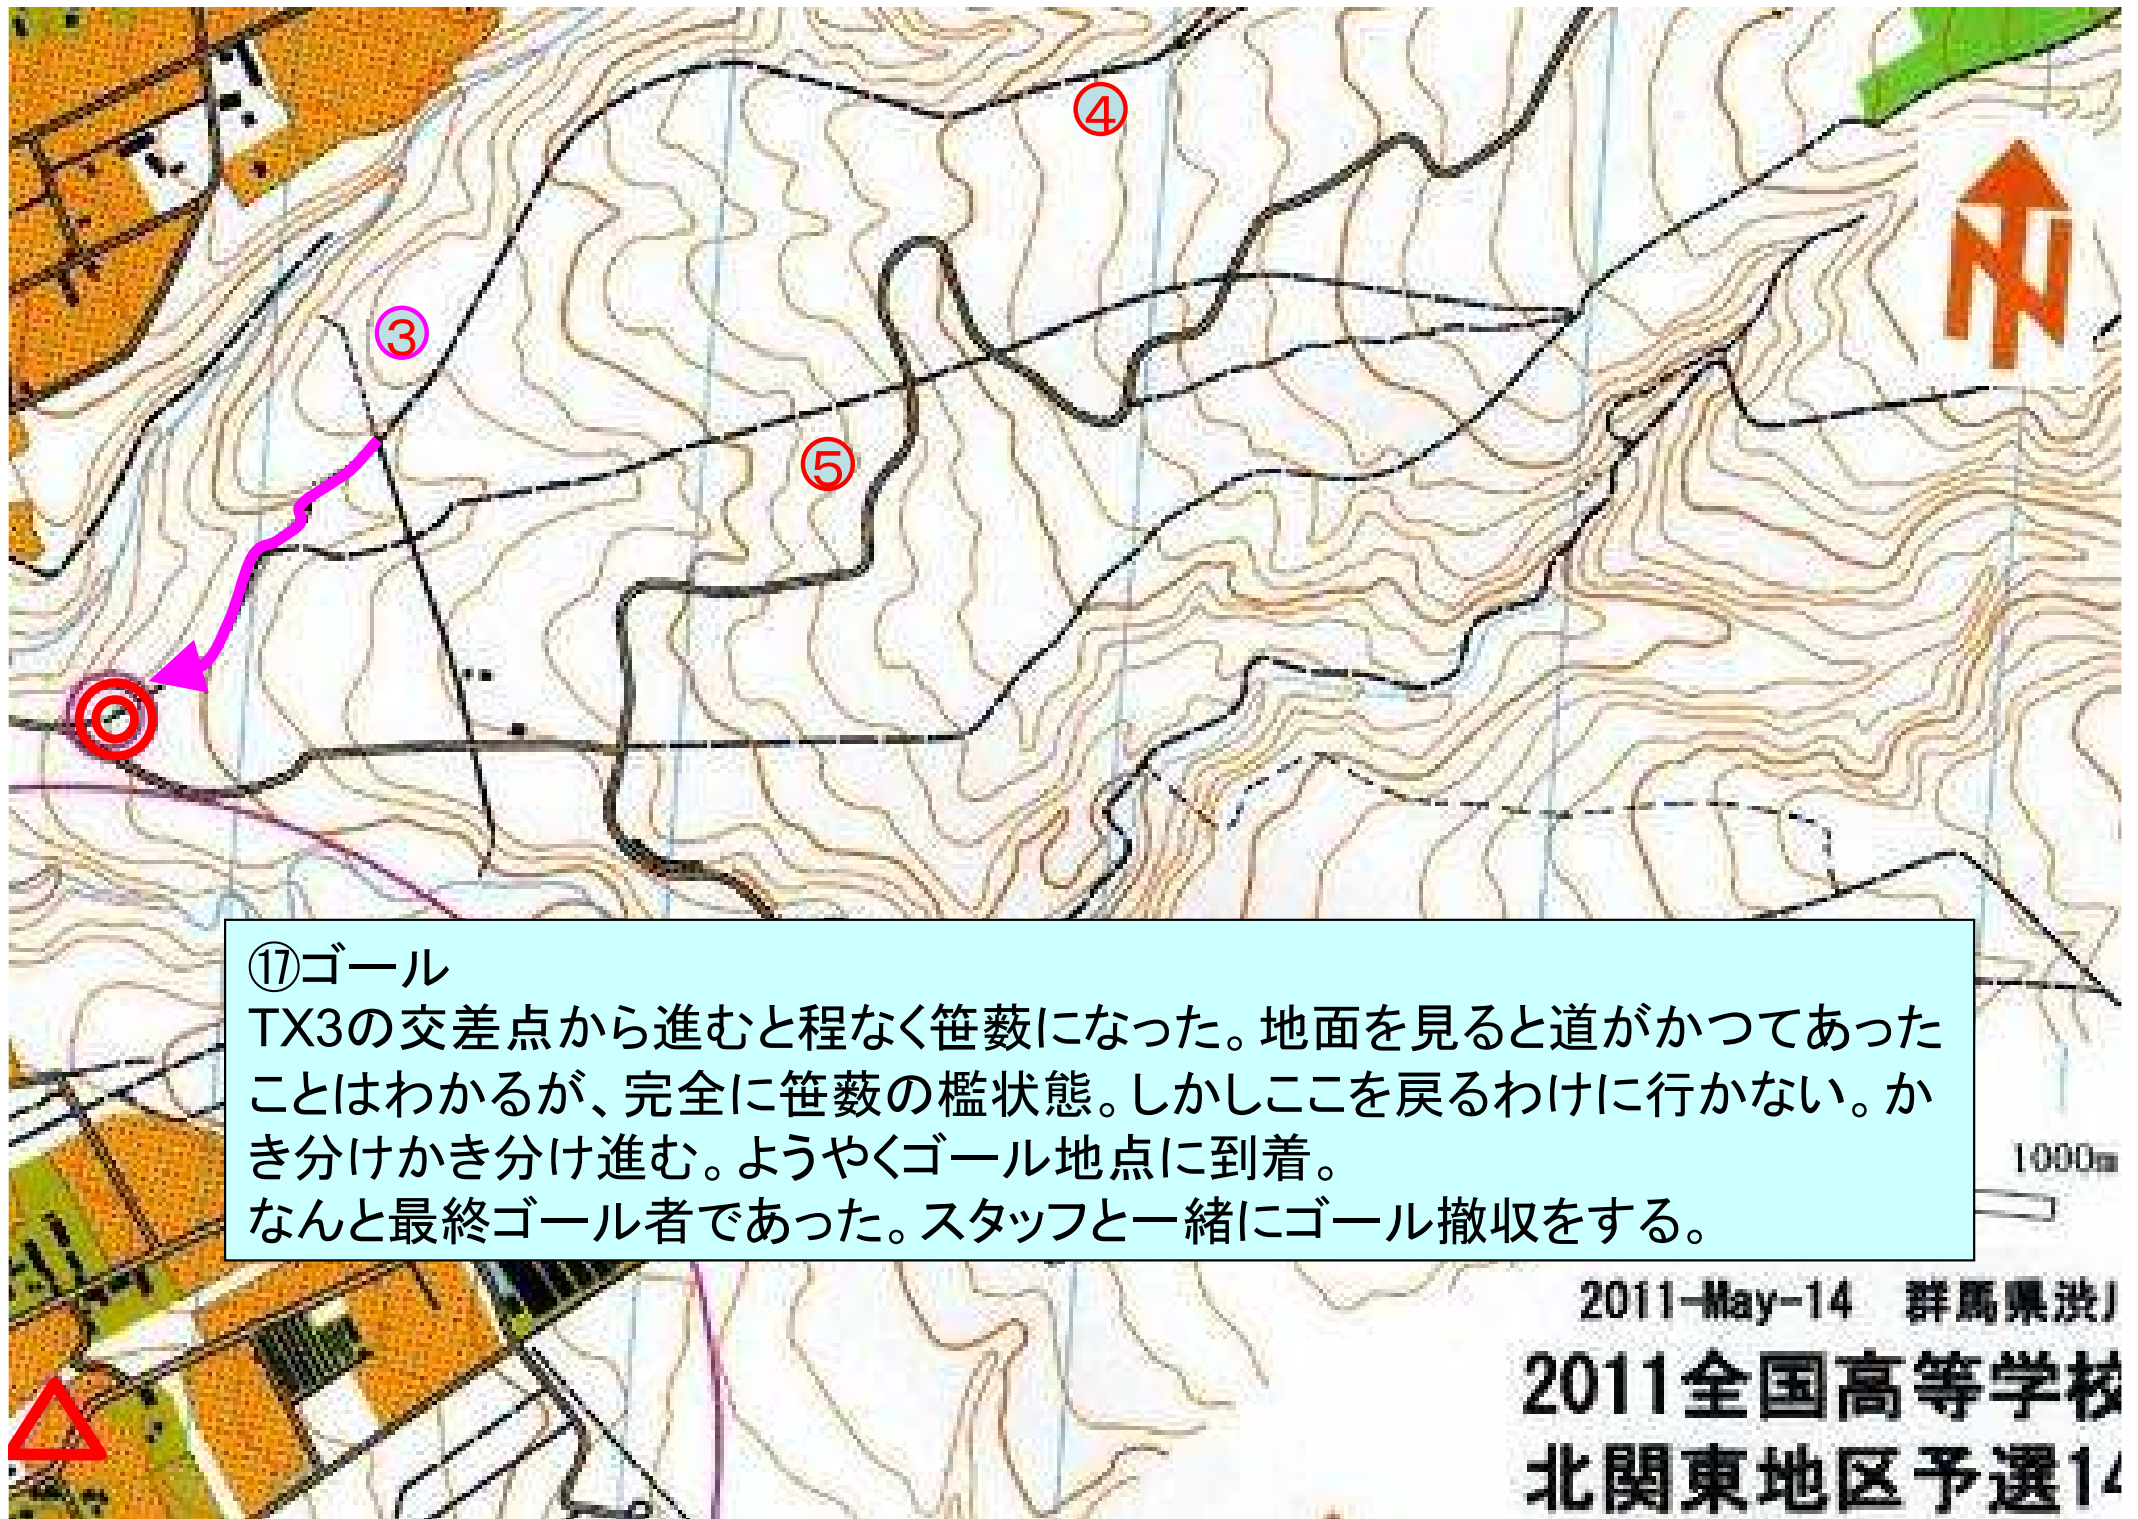 ④
③
⑤
N
⑰ゴール
TX3の交差点から進むと程なく笹薮になった。地面を見ると道がかつてあった
ことはわかるが、完全に笹薮の檻状態。しかしここを戻るわけに行かない。か
き分けかき分け進む。ようやくゴール地点に到着。
なんと最終ゴール者であった。スタッフと一緒にゴール撤収をする。
1000m
2011-May-14 群馬県渋川
2011全国高等学校
北関東地区予選14